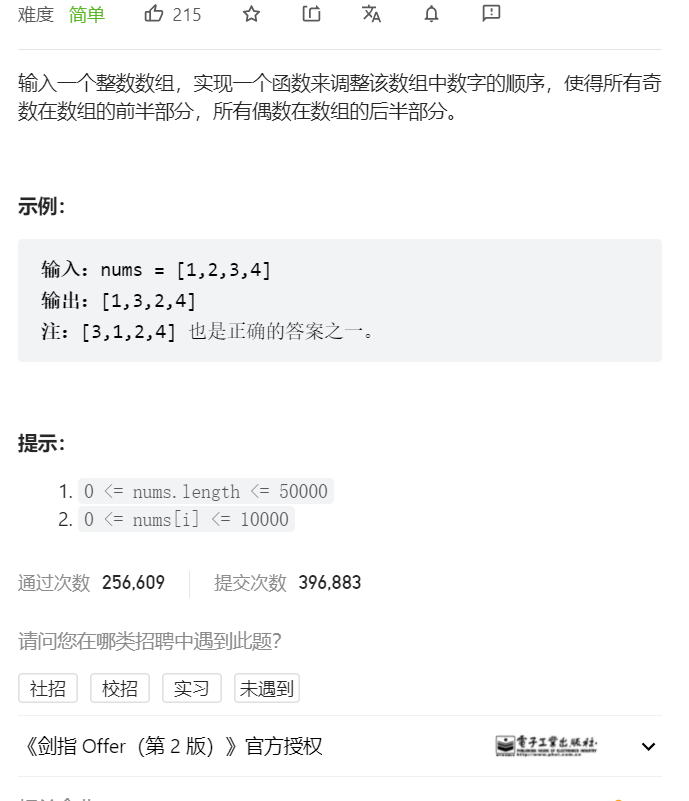 难度 简单 215
输入一个整数数组，实现一个函数来调整该数组中数字的顺序，使得所有奇
数在数组的前半部分，所有偶数在数组的后半部分。
示例：
输入：nums = [1,2,3,4]
输出：[1,3,2,4]
注：[3,1,2,4] 也是正确的答案之一。
提示：
1. 0 <= nums.length <= 50000
2. 0 <= nums[i] <= 10000
通过次数 256,609 提交次数 396,883
请问您在哪类招聘中遇到此题？
社招 校招 实习 未遇到
《剑指 Offer（第 2 版）》官方授权 电子工业出版社